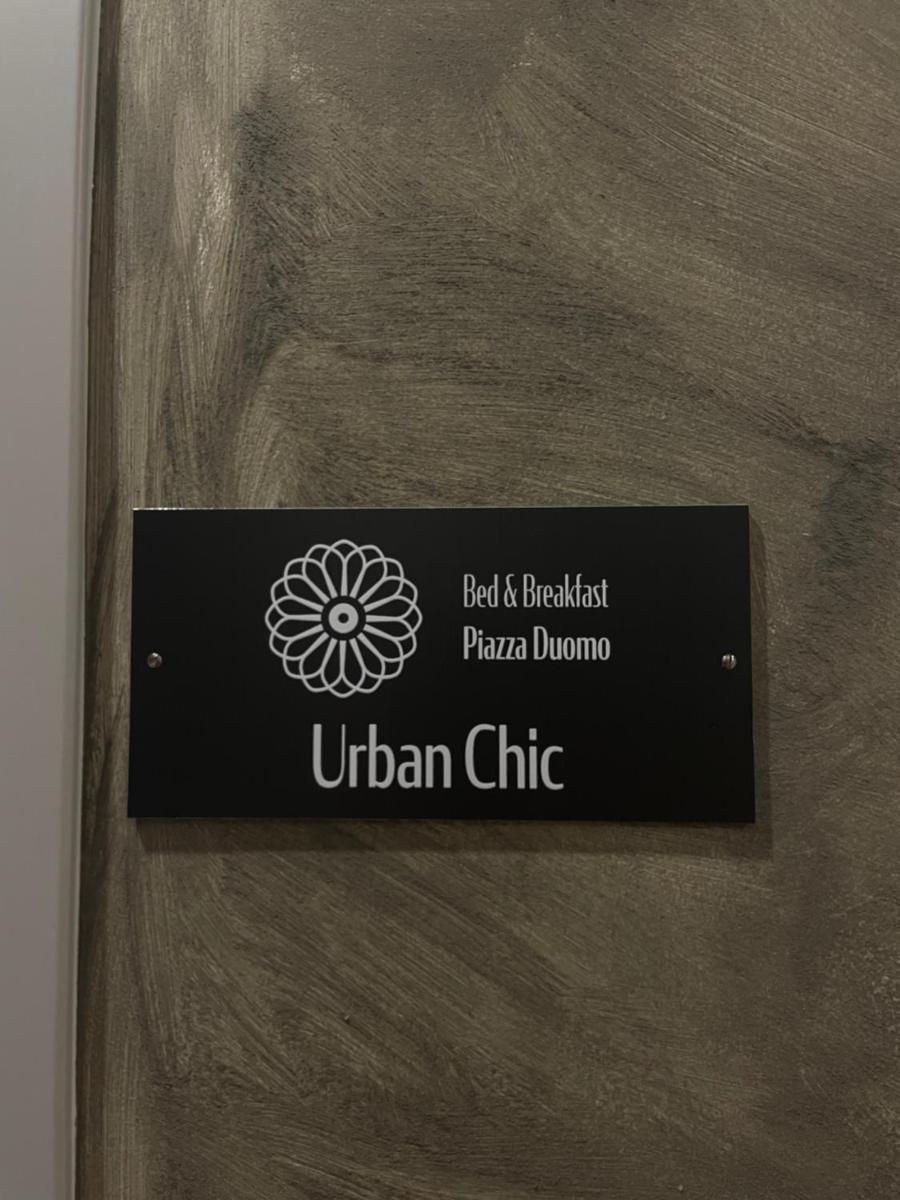 Bed & Breakfast
Piazza Duomo
Urban Chic